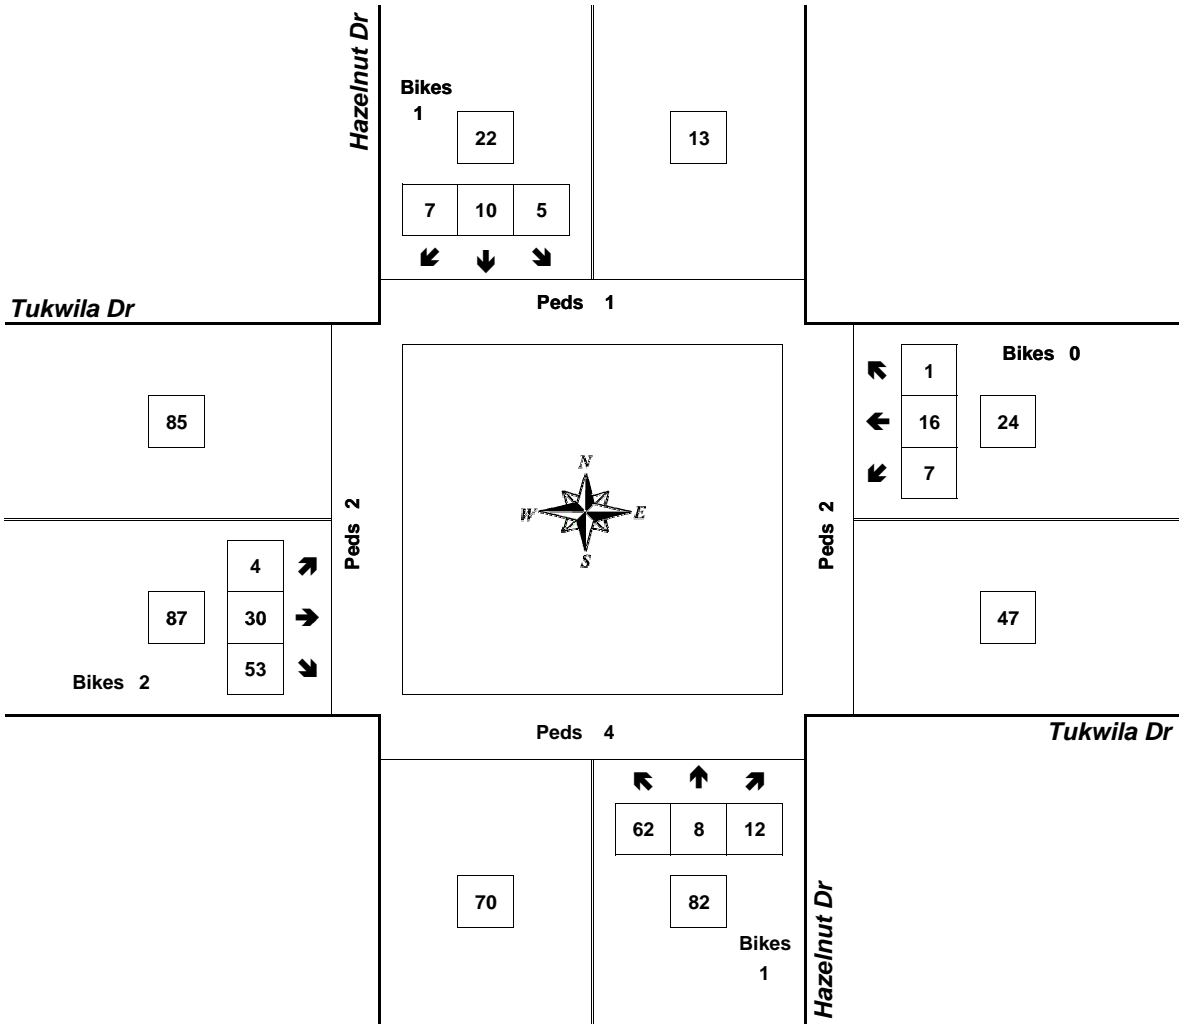 Hazelnut Dr
Bikes
1
22
13
7 10 5
Peds 1
Tukwila Dr
Bikes 0
1
85
16 24
7
N
W E
S
Peds 2
Peds 2
4
87 30
47
53
Bikes 2
Peds 4
Tukwila Dr
62 8 12
70
82
Bikes
1
Hazelnut Dr